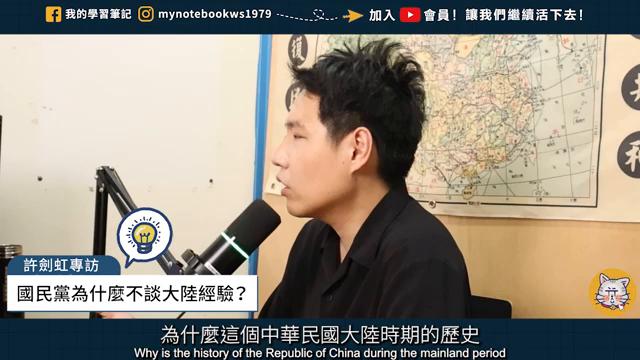 我的學習筆記 mynotebookws1979 加入 會員！讓我們繼續活下去！
復
許劍虹專訪
國民黨為什麼不談大陸經驗？
為什麼這個中華民國大陸時期的歷史
Why is the history of the Republic of China during the mainland period